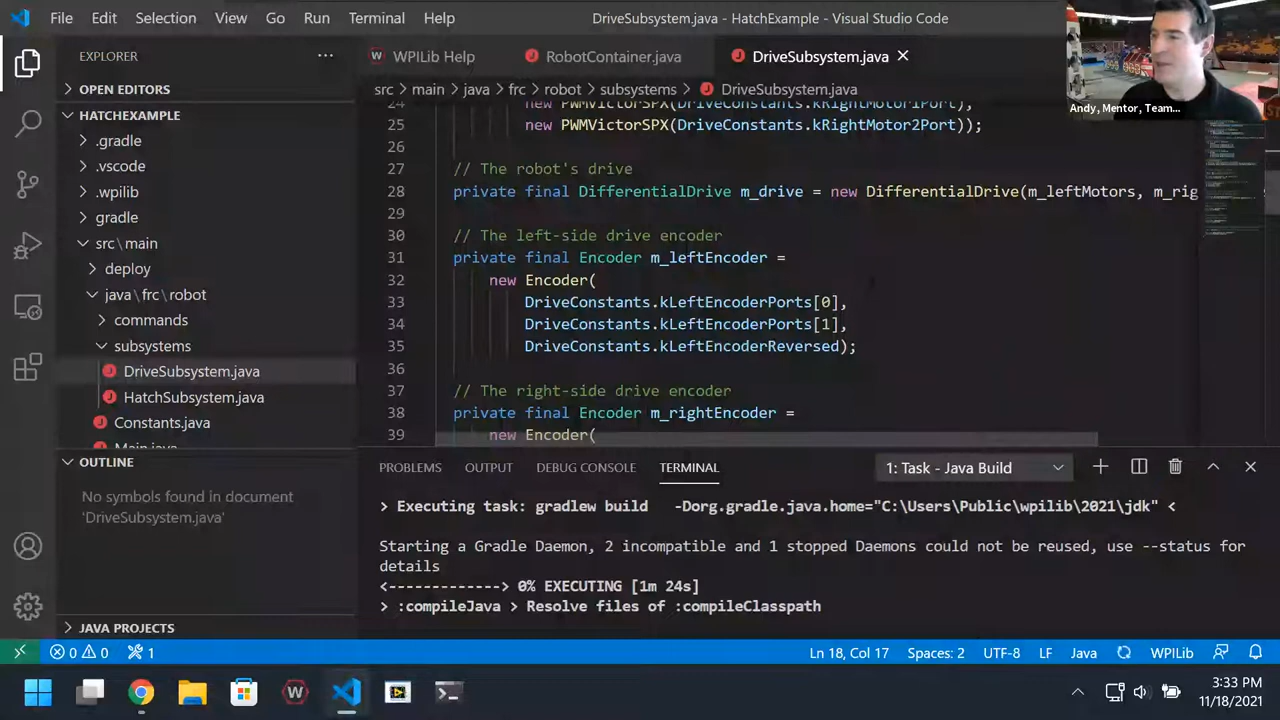 File Edit Selection View Go Run Terminal Help
DriveSubsystem.java - HatchExample - Visual Studio Code
Andy, Mentor, Team...
EXPLORER ...
OPEN EDITORS
HATCHEXAMPLE
.gradle
.vscode
.wpilib
gradle
src\main
deploy
java\frc\robot
commands
subsystems
DriveSubsystem.java
HatchSubsystem.java
Constants.java
Main.java
OUTLINE
No symbols found in document
'DriveSubsystem.java'
JAVA PROJECTS
WPILib Help RobotContainer.java DriveSubsystem.java
src > main > java > frc > robot > subsystems > DriveSubsystem.java
24 new PWMVictorSPX(DriveConstants.kRightMotor1Port),
25 new PWMVictorSPX(DriveConstants.kRightMotor2Port));
26
27 // The robot's drive
28 private final DifferentialDrive m_drive = new DifferentialDrive(m_leftMotors, m_rig
29
30 // The left-side drive encoder
31 private final Encoder m_leftEncoder =
32 new Encoder(
33 DriveConstants.kLeftEncoderPorts[0],
34 DriveConstants.kLeftEncoderPorts[1],
35 DriveConstants.kLeftEncoderReversed);
36
37 // The right-side drive encoder
38 private final Encoder m_rightEncoder =
39 new Encoder(
PROBLEMS OUTPUT DEBUG CONSOLE TERMINAL 1: Task - Java Build
> Executing task: gradlew build -Dorg.gradle.java.home="C:\Users\Public\wpilib\2021\jdk" <
Starting a Gradle Daemon, 2 incompatible and 1 stopped Daemons could not be reused, use --status for
details
<-------------> 0% EXECUTING [1m 24s]
> :compileJava > Resolve files of :compileClasspath
0 0 1 Ln 18, Col 17 Spaces: 2 UTF-8 LF Java WPILib
3:33 PM
11/18/2021